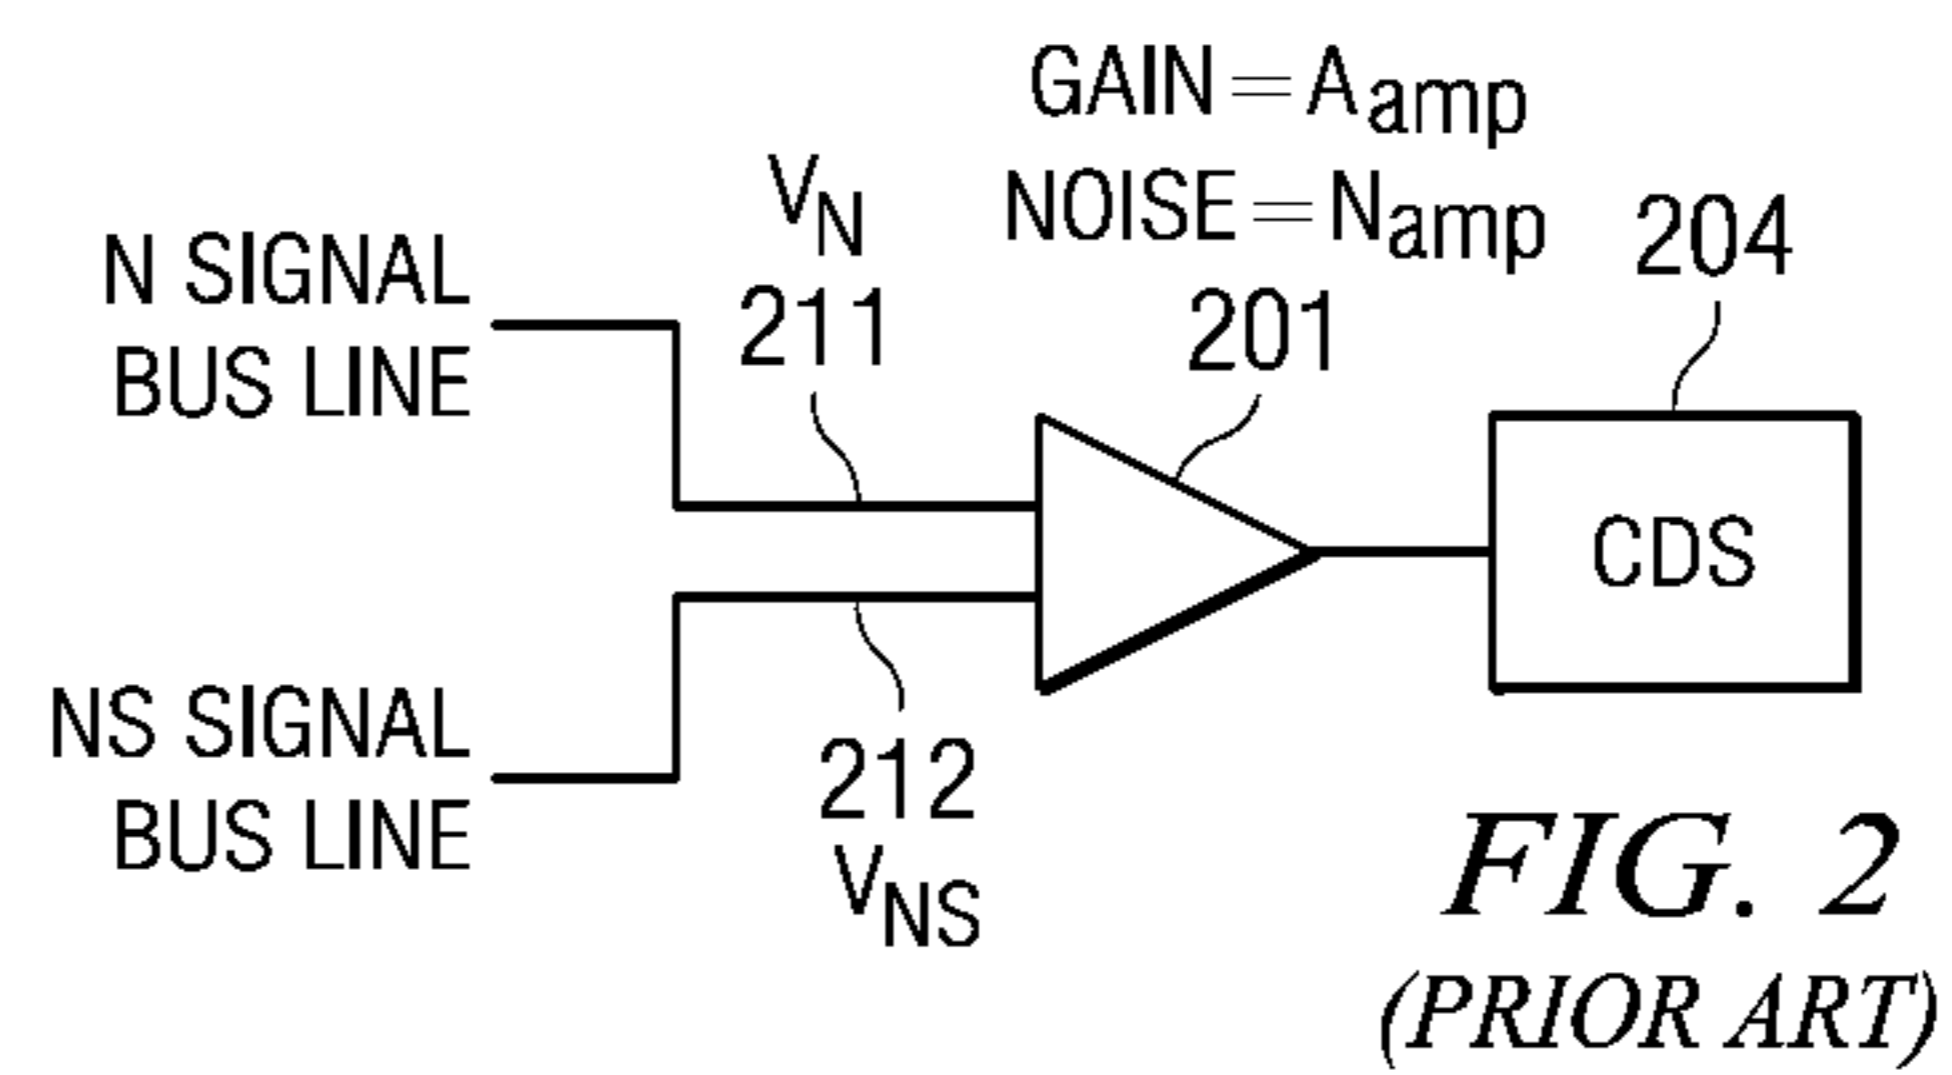 GAIN=Aamp
NOISE=Namp
VN
211
201
204
N SIGNAL
BUS LINE
CDS
NS SIGNAL
BUS LINE
212
VNS
FIG. 2
(PRIOR ART)